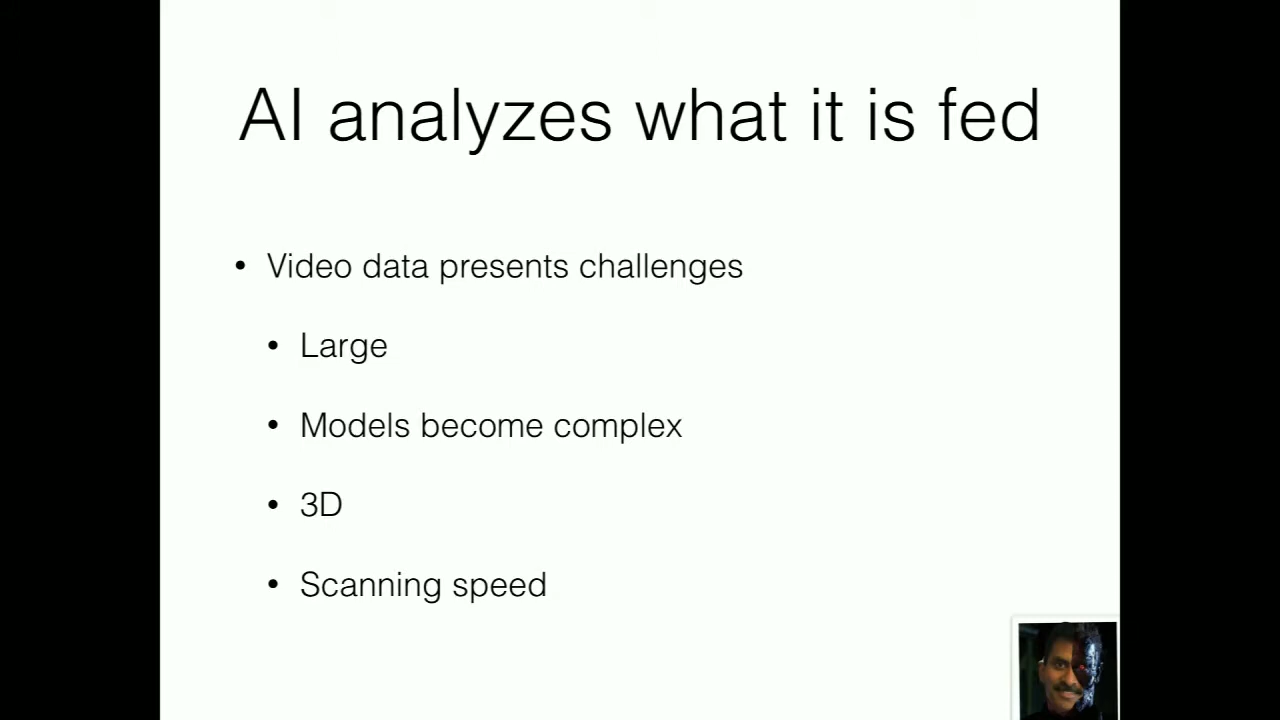 AI analyzes what it is fed
• Video data presents challenges
• Large
• Models become complex
• 3D
• Scanning speed